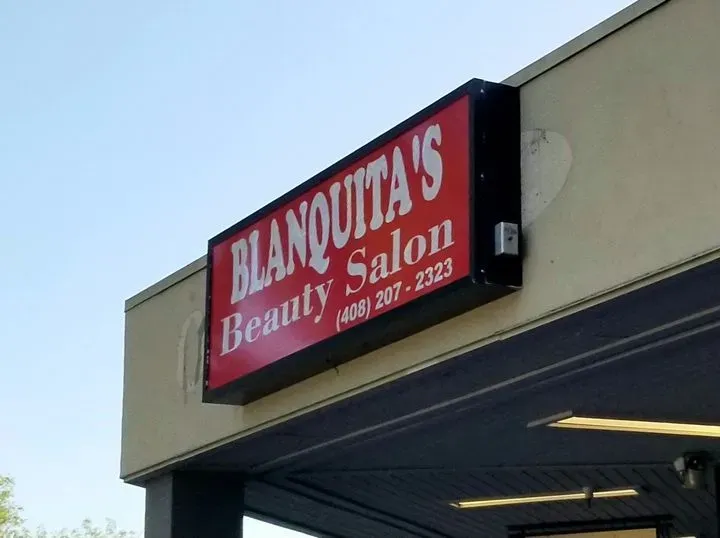 BLANQUITA'S
Beauty Salon
(408) 207 - 2323